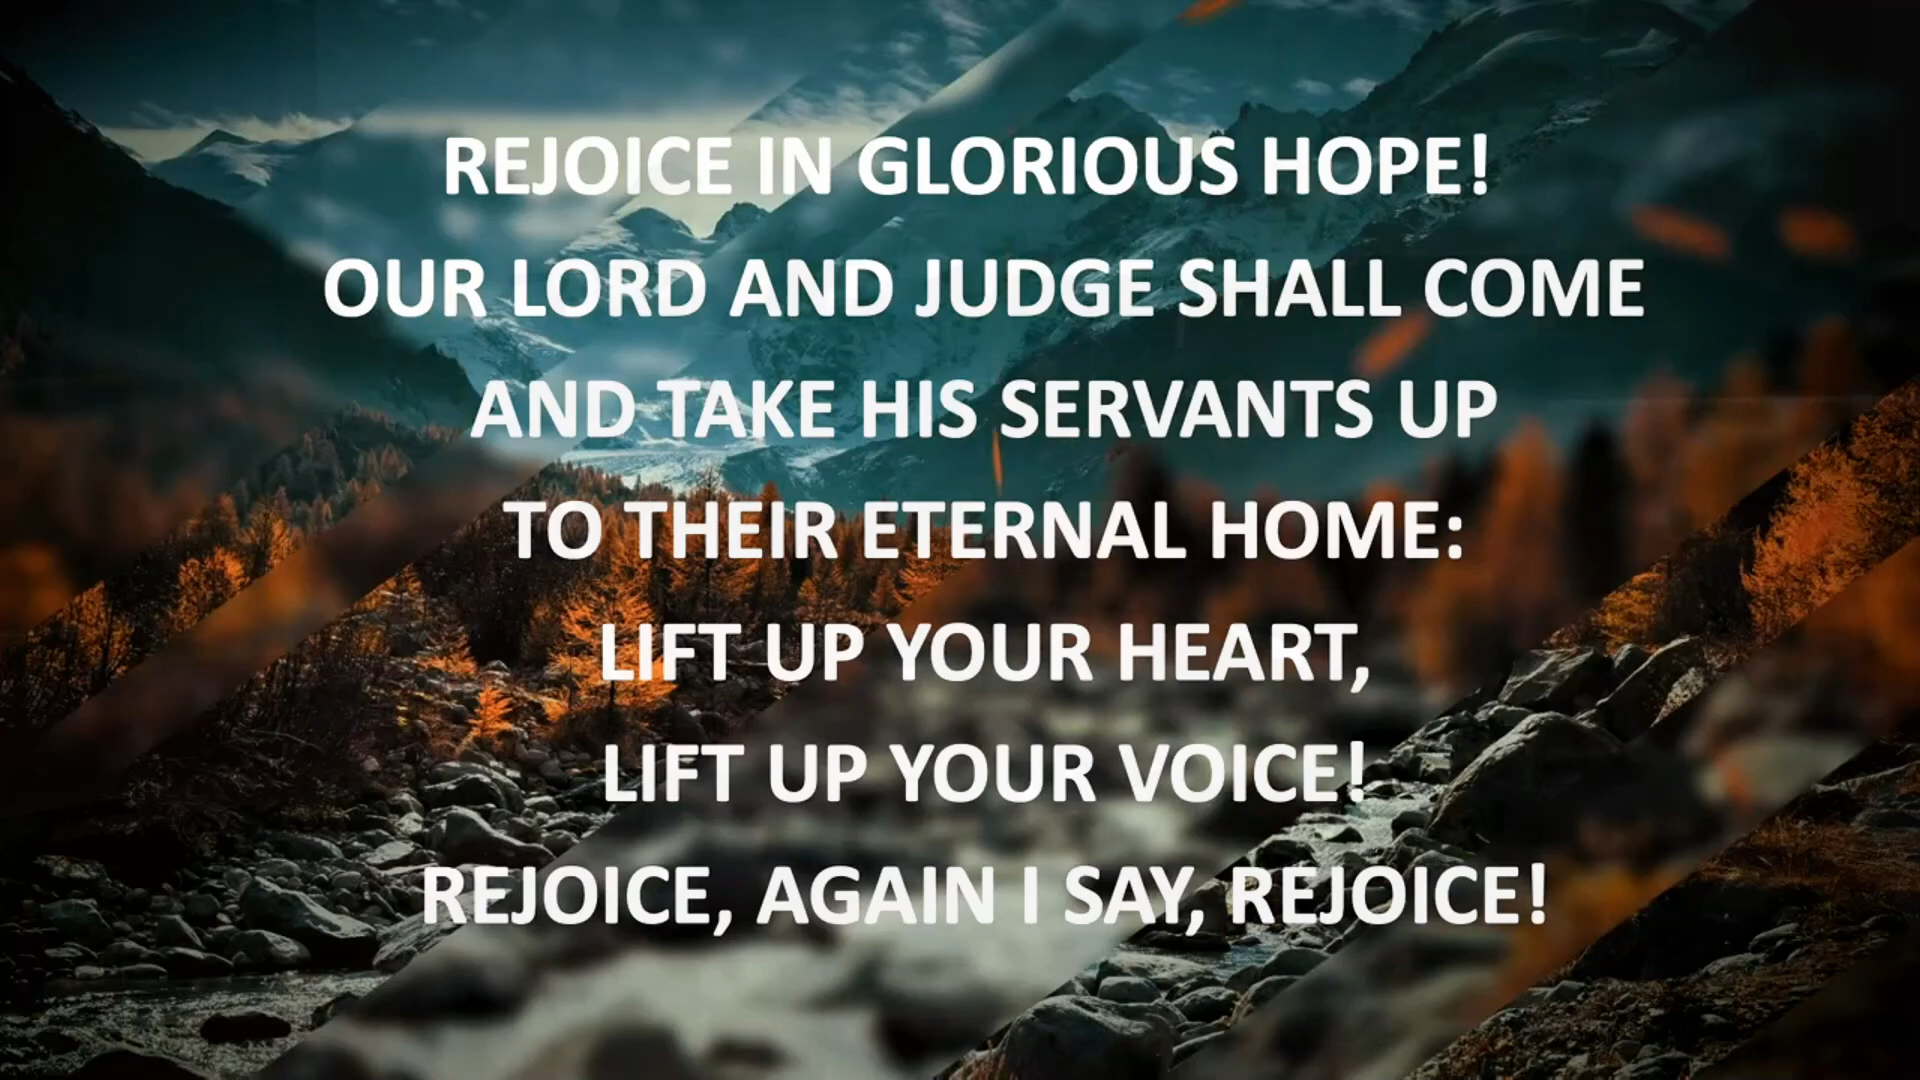 REJOICE IN GLORIOUS HOPE!
OUR LORD AND JUDGE SHALL COME
AND TAKE HIS SERVANTS UP
TO THEIR ETERNAL HOME:
LIFT UP YOUR HEART,
LIFT UP YOUR VOICE!
REJOICE, AGAIN I SAY, REJOICE!